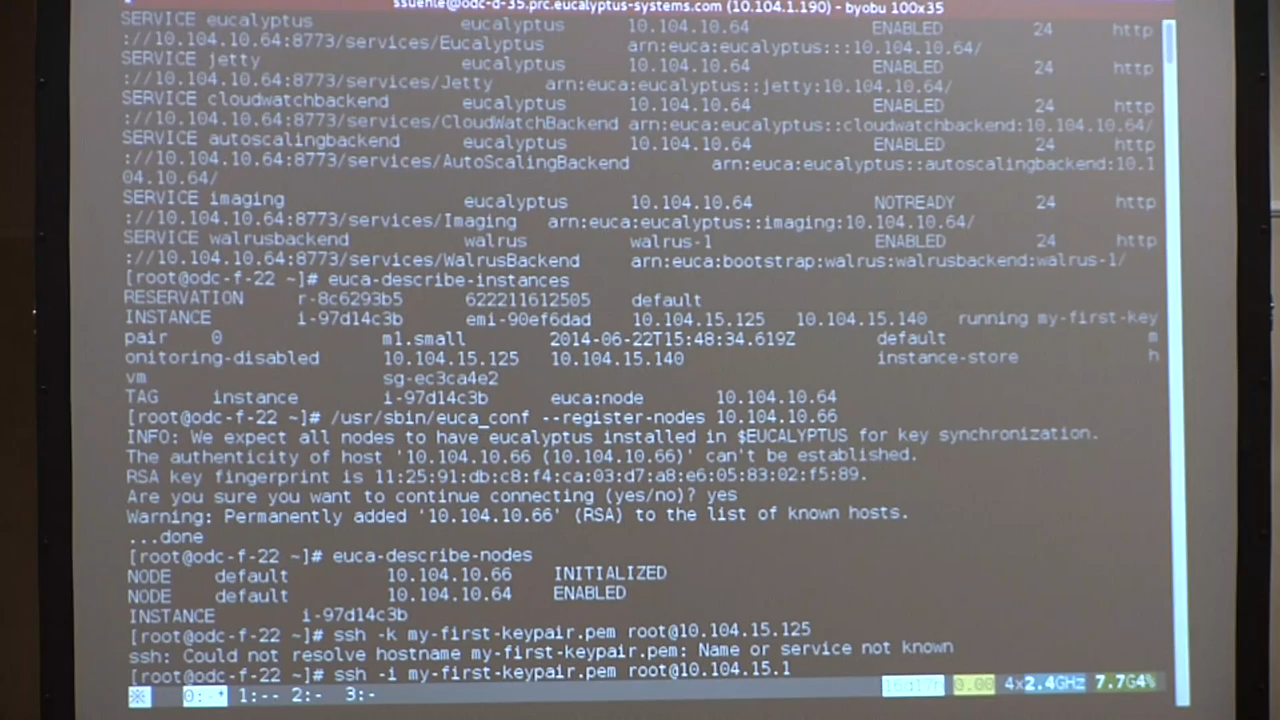 ssuehle@odc-d-35.prc.eucalyptus-systems.com (10.104.1.190) - byobu 100x35
SERVICE eucalyptus eucalyptus 10.104.10.64 ENABLED 24 http
://10.104.10.64:8773/services/Eucalyptus arn:euca:eucalyptus:::10.104.10.64/
SERVICE jetty eucalyptus 10.104.10.64 ENABLED 24 http
://10.104.10.64:8773/services/Jetty arn:euca:eucalyptus::jetty:10.104.10.64/
SERVICE cloudwatchbackend eucalyptus 10.104.10.64 ENABLED 24 http
://10.104.10.64:8773/services/CloudWatchBackend arn:euca:eucalyptus::cloudwatchbackend:10.104.10.64/
SERVICE autoscalingbackend eucalyptus 10.104.10.64 ENABLED 24 http
://10.104.10.64:8773/services/AutoScalingBackend arn:euca:eucalyptus::autoscalingbackend:10.1
04.10.64/
SERVICE imaging eucalyptus 10.104.10.64 NOTREADY 24 http
://10.104.10.64:8773/services/Imaging arn:euca:eucalyptus::imaging:10.104.10.64/
SERVICE walrusbackend walrus walrus-1 ENABLED 24 http
://10.104.10.64:8773/services/WalrusBackend arn:euca:bootstrap:walrus:walrusbackend:walrus-1/
[root@odc-f-22 ~]# euca-describe-instances
RESERVATION r-8c6293b5 622211612505 default
INSTANCE i-97d14c3b emi-90ef6dad 10.104.15.125 10.104.15.140 running my-first-key
pair 0 m1.small 2014-06-22T15:48:34.619Z default m
onitoring-disabled 10.104.15.125 10.104.15.140 instance-store h
vm sg-ec3ca4e2
TAG instance i-97d14c3b euca:node 10.104.10.64
[root@odc-f-22 ~]# /usr/sbin/euca_conf --register-nodes 10.104.10.66
INFO: We expect all nodes to have eucalyptus installed in $EUCALYPTUS for key synchronization.
The authenticity of host '10.104.10.66 (10.104.10.66)' can't be established.
RSA key fingerprint is 11:25:91:db:c8:f4:ca:03:d7:a8:e6:05:83:02:f5:89.
Are you sure you want to continue connecting (yes/no)? yes
Warning: Permanently added '10.104.10.66' (RSA) to the list of known hosts.
...done
[root@odc-f-22 ~]# euca-describe-nodes
NODE default 10.104.10.66 INITIALIZED
NODE default 10.104.10.64 ENABLED
INSTANCE i-97d14c3b
[root@odc-f-22 ~]# ssh -k my-first-keypair.pem root@10.104.15.125
ssh: Could not resolve hostname my-first-keypair.pem: Name or service not known
[root@odc-f-22 ~]# ssh -i my-first-keypair.pem root@10.104.15.1
0:-* 1:-- 2:- 3:- 0.00 4x2.4GHz 7.7G4%